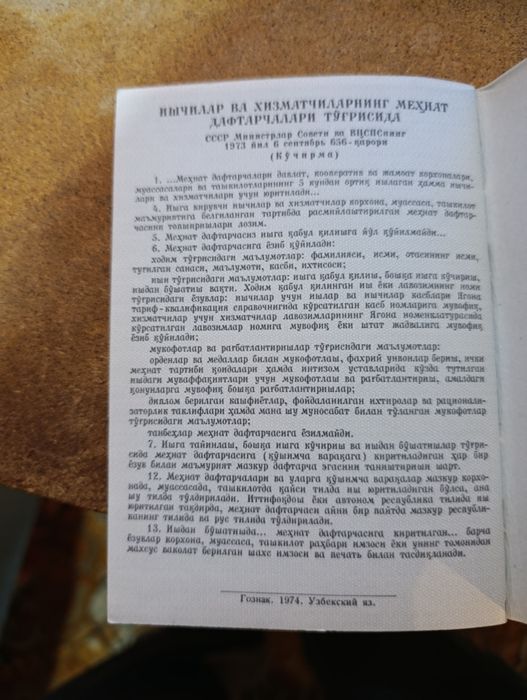 ИШЧИЛАР ВА ХИЗМАТЧИЛАРНИНГ МЕҲНАТ
ДАФТАРЧАЛАРИ ТЎҒРИСИДА
СССР Министрлар Совети ва ВЦСПСнинг
1973 йил 6 сентябрь 656-қарори
(Кўчирма)
1. ...Меҳнат дафтарчалари давлат, кооператив ва жамоат корхоналари,
муассасалари ва ташкилотларининг 5 кундан ортиқ ишлаган ҳамма ишчи-
лари ва хизматчилари учун юритилади...
4. Ишга кирувчи ишчилар ва хизматчилар корхона, муассаса, ташкилот
маъмуриятига белгиланган тартибда расмийлаштирилган меҳнат дафтар-
часини топширишлари лозим.
5. Меҳнат дафтарчасиз ишга қабул қилишга йўл қўйилмайди...
6. Меҳнат дафтарчасига ёзиб қўйилади:
ходим тўғрисидаги маълумотлар: фамилияси, исми, отасининг исми,
туғилган санаси, маълумоти, касби, ихтисоси;
иш тўғрисидаги маълумотлар: ишга қабул қилиш, бошқа ишга кўчириш,
ишдан бўшатиш вақти. Ходим қабул қилинган иш ёки лавозимнинг номи
тўғрисидаги ёзувлар: ишчилар учун ишлар ва ишчилар касблари Ягона
тариф-квалификация справочнигида кўрсатилган касб номларига мувофиқ,
хизматчилар учун хизматчилар лавозимларининг Ягона номенклатурасида
кўрсатилган лавозимлар номига мувофиқ ёки штат жадвалига мувофиқ
ёзиб қўйилади;
мукофотлар ва рағбатлантиришлар тўғрисидаги маълумотлар:
орденлар ва медаллар билан мукофотлаш, фахрий унвонлар бериш, ички
меҳнат тартиби қоидалари ҳамда интизом уставларида кўзда тутилган
ишдаги муваффақиятлари учун мукофотлаш ва рағбатлантириш, амалдаги
қонунларга мувофиқ бошқа рағбатлантиришлар;
диплом берилган кашфиётлар, фойдаланилган ихтиролар ва рационали-
заторлик таклифлари ҳамда мана шу муносабат билан тўланган мукофотлар
тўғрисидаги маълумотлар;
танбеҳлар меҳнат дафтарчасига ёзилмайди.
7. Ишга тайинлаш, бошқа ишга кўчириш ва ишдан бўшатишлар тўғри-
сида меҳнат дафтарчасига (қўшимча варақага) киритиладиган ҳар бир
ёзув билан маъмурият мазкур дафтарча эгасини таништириши шарт.
12. Меҳнат дафтарчалари ва уларга қўшимча варақалар мазкур корхо-
нада, муассасада, ташкилотда қайси тилда иш юритиладиган бўлса, ана
шу тилда тўлдирилади. Иттифоқдош ёки автоном республика тилида иш
юритилган тақдирда, меҳнат дафтарчаси айни бир пайтда мазкур республи-
канинг тилида ва рус тилида тўлдирилади.
13. Ишдан бўшатишда... меҳнат дафтарчасига киритилган... барча
ёзувлар корхона, муассаса, ташкилот раҳбари имзоси ёки унинг томонидан
махсус ваколат берилган шахс имзоси ва печать билан тасдиқланади.
Гознак. 1974. Узбекский яз.